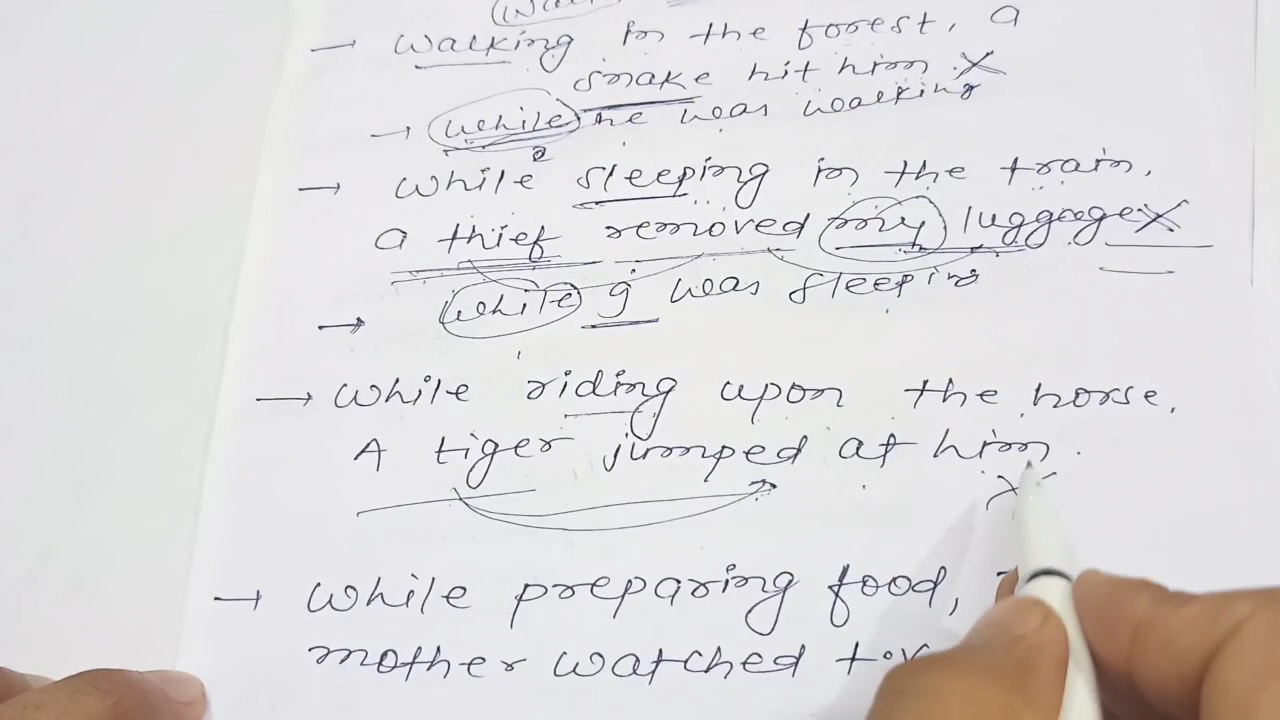 → Walking in the forest, a
snake hit him. X
→ While he was walking
→ While sleeping in the train,
a thief removed my luggage X
→ While I was sleeping
→ While riding upon the horse.
A tiger jumped at him.
→ While preparing food,
mother watched